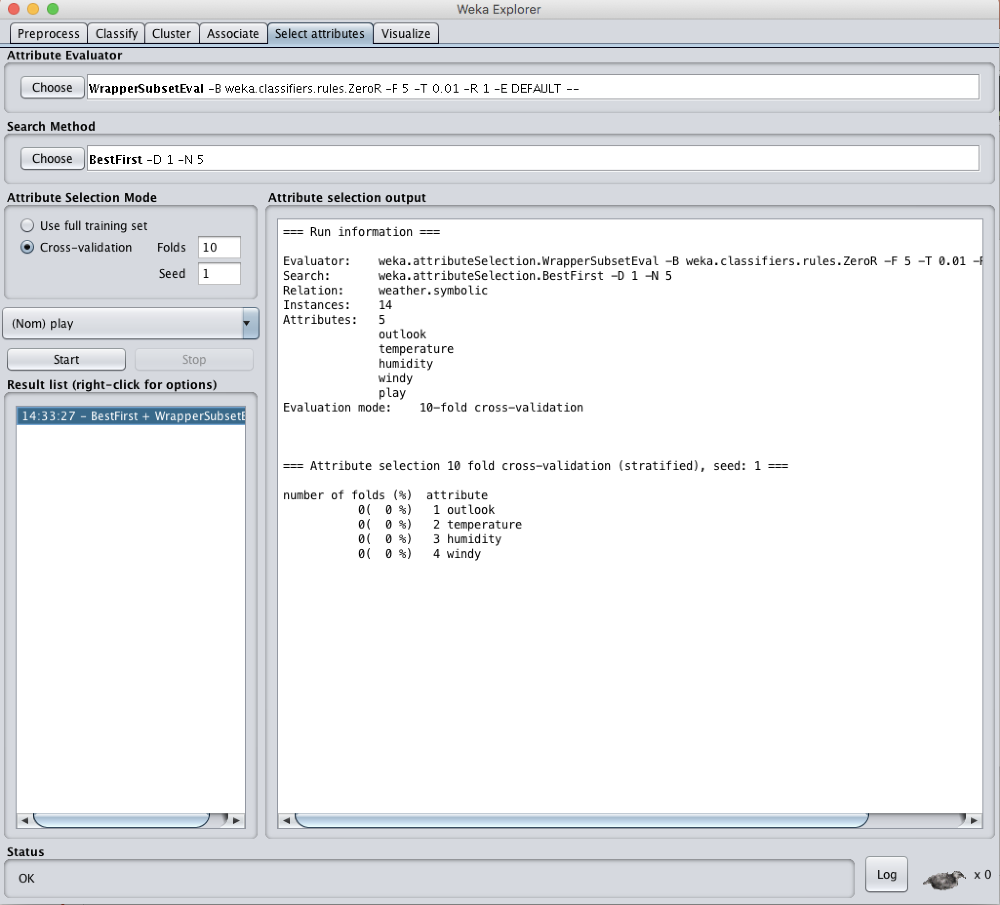 Weka Explorer
Preprocess Classify Cluster Associate Select attributes Visualize
Attribute Evaluator
Choose WrapperSubsetEval -B weka.classifiers.rules.ZeroR -F 5 -T 0.01 -R 1 -E DEFAULT --
Search Method
Choose BestFirst -D 1 -N 5
Attribute Selection Mode
Use full training set
Cross-validation Folds 10
Seed 1
(Nom) play
Start Stop
Result list (right-click for options)
14:33:27 - BestFirst + WrapperSubsetE
Attribute selection output
=== Run information ===
Evaluator: weka.attributeSelection.WrapperSubsetEval -B weka.classifiers.rules.ZeroR -F 5 -T 0.01 -R
Search: weka.attributeSelection.BestFirst -D 1 -N 5
Relation: weather.symbolic
Instances: 14
Attributes: 5
outlook
temperature
humidity
windy
play
Evaluation mode: 10-fold cross-validation
=== Attribute selection 10 fold cross-validation (stratified), seed: 1 ===
number of folds (%) attribute
0( 0 %) 1 outlook
0( 0 %) 2 temperature
0( 0 %) 3 humidity
0( 0 %) 4 windy
Status
OK
Log x 0